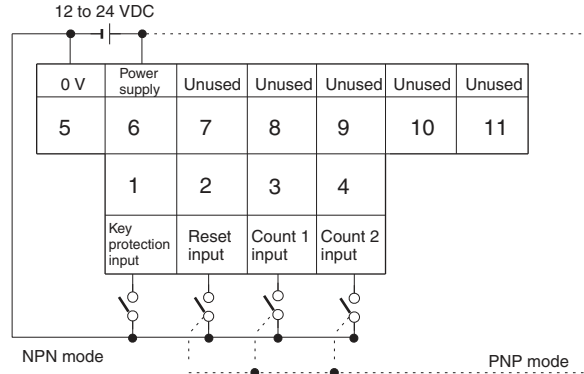 12 to 24 VDC
0 V Power supply Unused Unused Unused Unused Unused
5 6 7 8 9 10 11
1 2 3 4
Key protection input Reset input Count 1 input Count 2 input
NPN mode
PNP mode